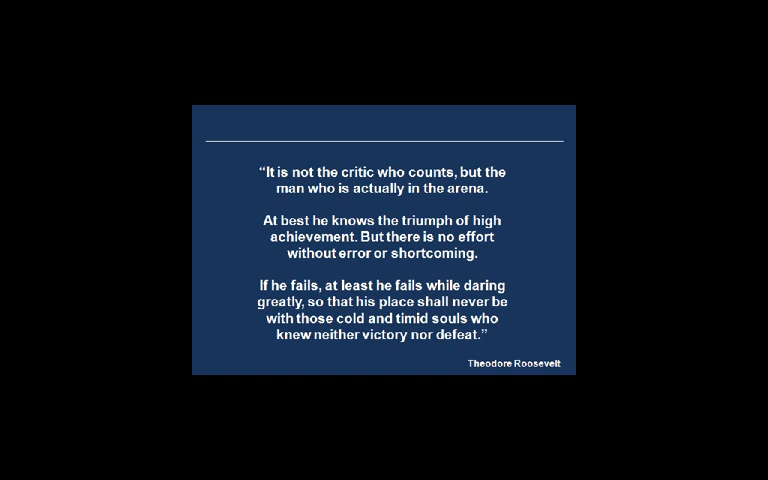 “It is not the critic who counts, but the
man who is actually in the arena.
At best he knows the triumph of high
achievement. But there is no effort
without error or shortcoming.
If he fails, at least he fails while daring
greatly, so that his place shall never be
with those cold and timid souls who
knew neither victory nor defeat.”
Theodore Roosevelt